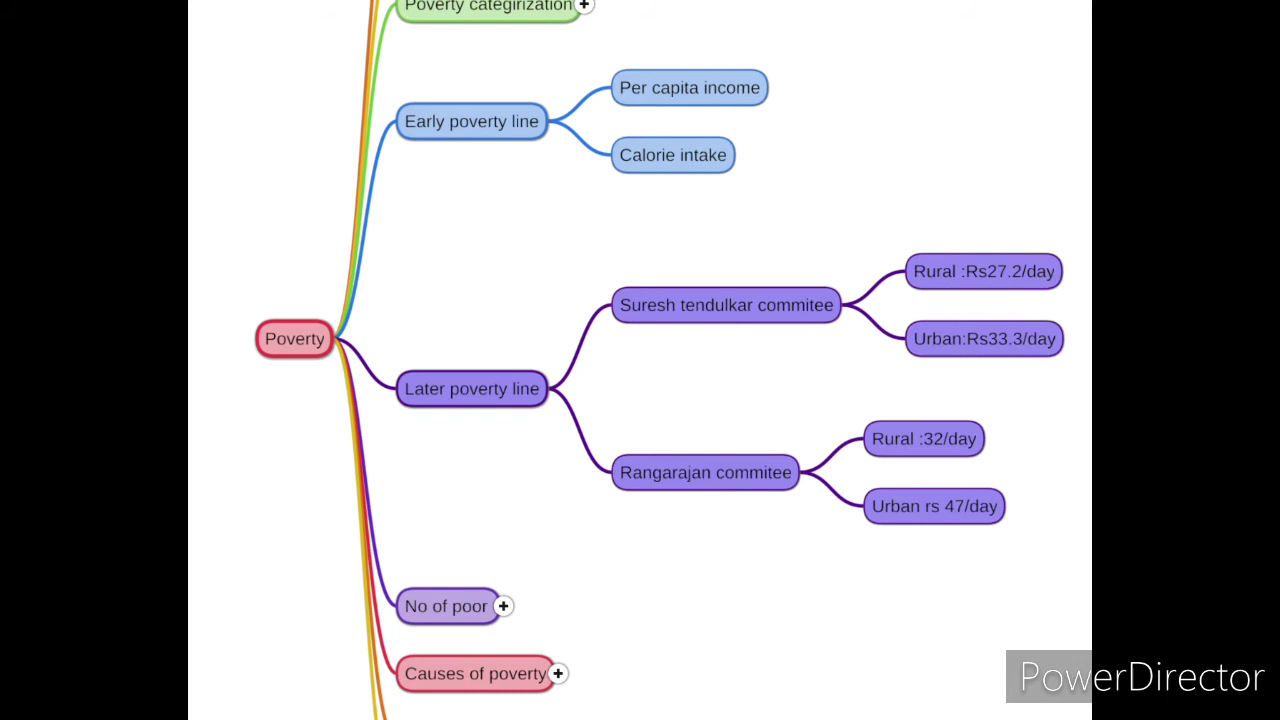 Poverty categirization
Early poverty line
Per capita income
Calorie intake
Poverty
Later poverty line
Suresh tendulkar commitee
Rural :Rs27.2/day
Urban:Rs33.3/day
Rangarajan commitee
Rural :32/day
Urban rs 47/day
No of poor
Causes of poverty
PowerDirector